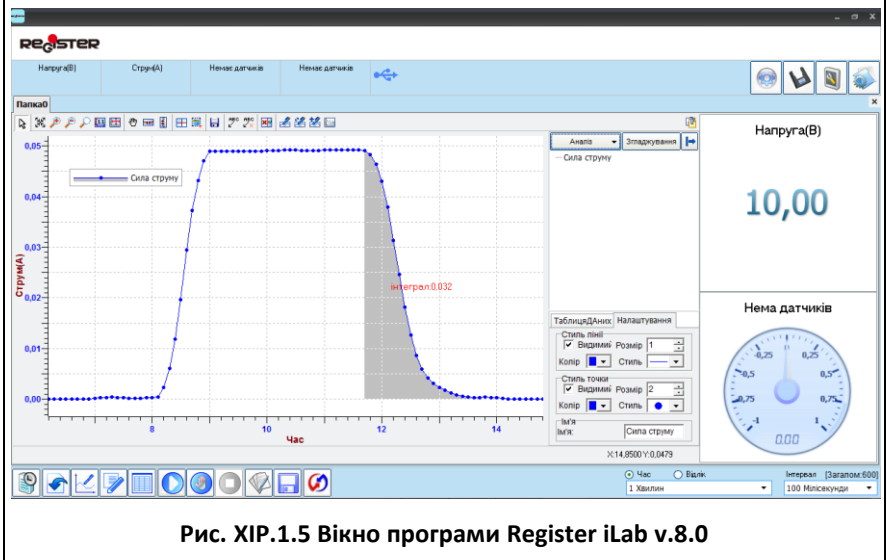 RegiSTER
Напруга(В) Струм(А) Немає датчиків Немає датчиків
Папка0
Аналіз Згладжування
Сила струму
0,05
Сила струму
0,04
0,03
Струм(А)
0,02
0,01
0,00
інтеграл:0,032
8 10 12 14
Час
ТаблицяДАних Налаштування
Стиль лінії
Видимиі Розмір 1
Колір Стиль
Стиль точки
Видимиі Розмір 2
Колір Стиль
Ім'я
Ім'я: Сила струму
X:14,8500 Y:0,0479
Напруга(В)
10,00
Нема датчиків
0
0,25 0,25
0,5 0,5
0,75 0,75
-1 1
0.00
Час Відлік Інтервал [Загалом:600]
1 Хвилин 100 Мілісекунди
Рис. ХІР.1.5 Вікно програми Register iLab v.8.0